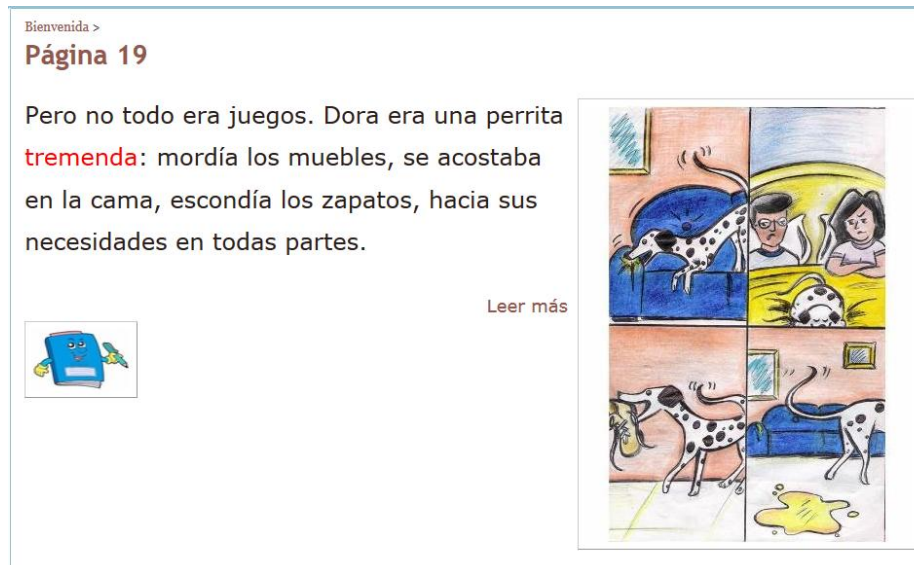 Bienvenida >
Página 19
Pero no todo era juegos. Dora era una perrita
tremenda: mordía los muebles, se acostaba
en la cama, escondía los zapatos, hacia sus
necesidades en todas partes.
Leer más